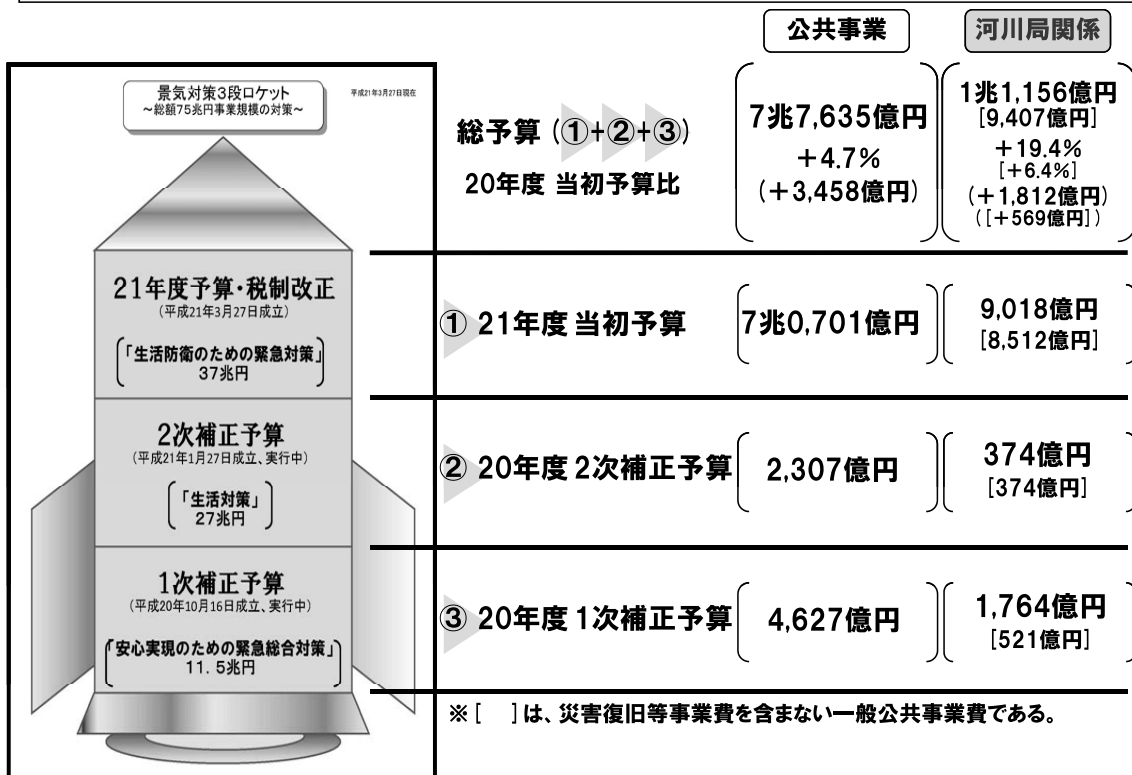 公共事業
河川局関係
景気対策3段ロケット
~総額75兆円事業規模の対策~
平成21年3月27日現在
総予算 (①+②+③)
20年度 当初予算比
7兆7,635億円
+4.7%
(+3,458億円)
1兆1,156億円
[9,407億円]
+19.4%
[+6.4%]
(+1,812億円)
([+569億円])
21年度予算・税制改正
(平成21年3月27日成立)
「生活防衛のための緊急対策」
37兆円
① 21年度 当初予算
7兆0,701億円
9,018億円
[8,512億円]
2次補正予算
(平成21年1月27日成立、実行中)
「生活対策」
27兆円
② 20年度 2次補正予算
2,307億円
374億円
[374億円]
1次補正予算
(平成20年10月16日成立、実行中)
「安心実現のための緊急総合対策」
11.5兆円
③ 20年度 1次補正予算
4,627億円
1,764億円
[521億円]
※[ ]は、災害復旧等事業費を含まない一般公共事業費である。